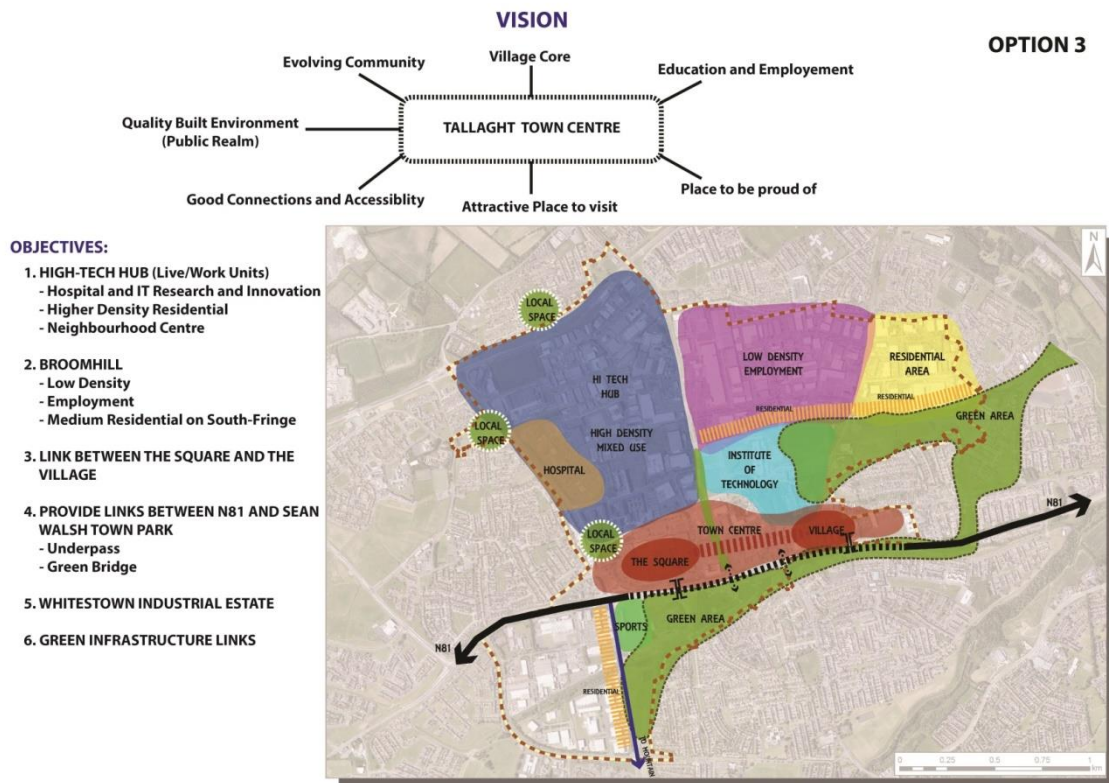 VISION
OPTION 3
Evolving Community
Village Core
Education and Employement
Quality Built Environment
(Public Realm)
TALLAGHT TOWN CENTRE
Good Connections and Accessiblity
Attractive Place to visit
Place to be proud of
OBJECTIVES:
1. HIGH-TECH HUB (Live/Work Units)
- Hospital and IT Research and Innovation
- Higher Density Residential
- Neighbourhood Centre
2. BROOMHILL
- Low Density
- Employment
- Medium Residential on South-Fringe
3. LINK BETWEEN THE SQUARE AND THE
VILLAGE
4. PROVIDE LINKS BETWEEN N81 AND SEAN
WALSH TOWN PARK
- Underpass
- Green Bridge
5. WHITESTOWN INDUSTRIAL ESTATE
6. GREEN INFRASTRUCTURE LINKS
N
LOCAL
SPACE
HI TECH
HUB
HIGH DENSITY
MIXED USE
LOW DENSITY
EMPLOYMENT
RESIDENTIAL
AREA
RESIDENTIAL
RESIDENTIAL
GREEN AREA
LOCAL
SPACE
HOSPITAL
INSTITUTE
OF
TECHNOLOGY
LOCAL
SPACE
TOWN CENTRE
VILLAGE
THE SQUARE
N81
SPORTS
GREEN AREA
N81
RESIDENTIAL
TO MOUNTAIN
0 0.25 0.5 0.75 1
km